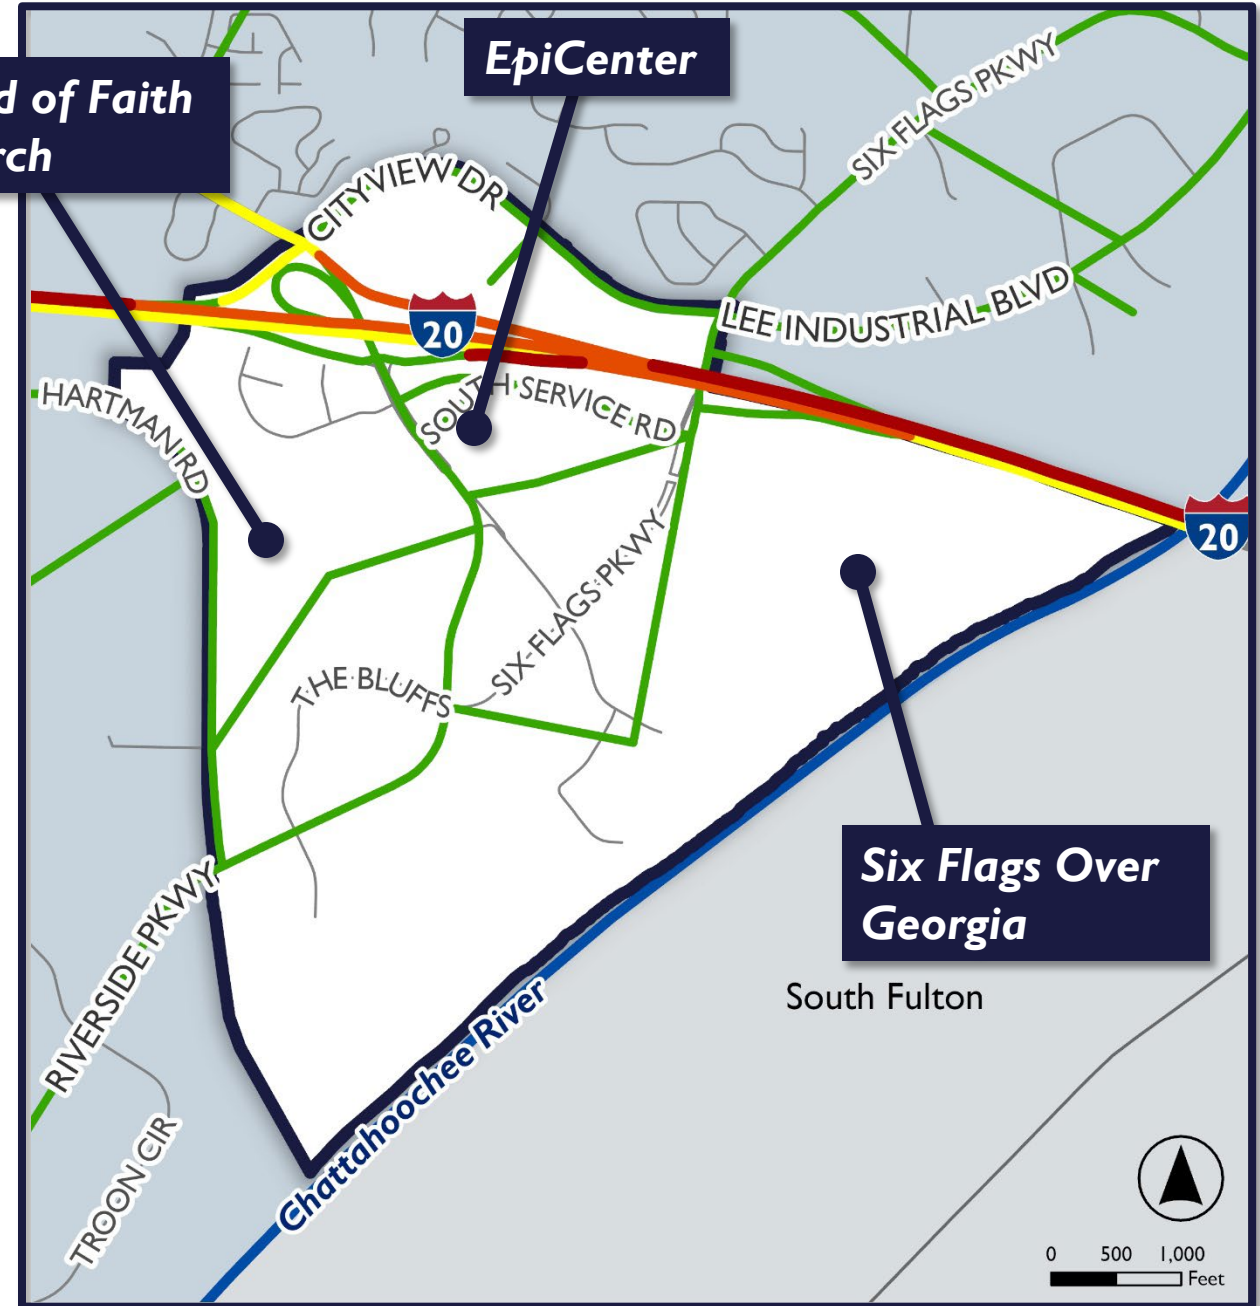 EpiCenter
d of Faith
rch
SIX FLAGS PKWY
CITYVIEW DR
LEE INDUSTRIAL BLVD
20
HARTMAN RD
SOUTH SERVICE RD
20
SIX FLAGS PKWY
THE BLUFFS
Six Flags Over
Georgia
RIVERSIDE PKWY
South Fulton
Chattahoochee River
TROON CIR
0 500 1,000
Feet